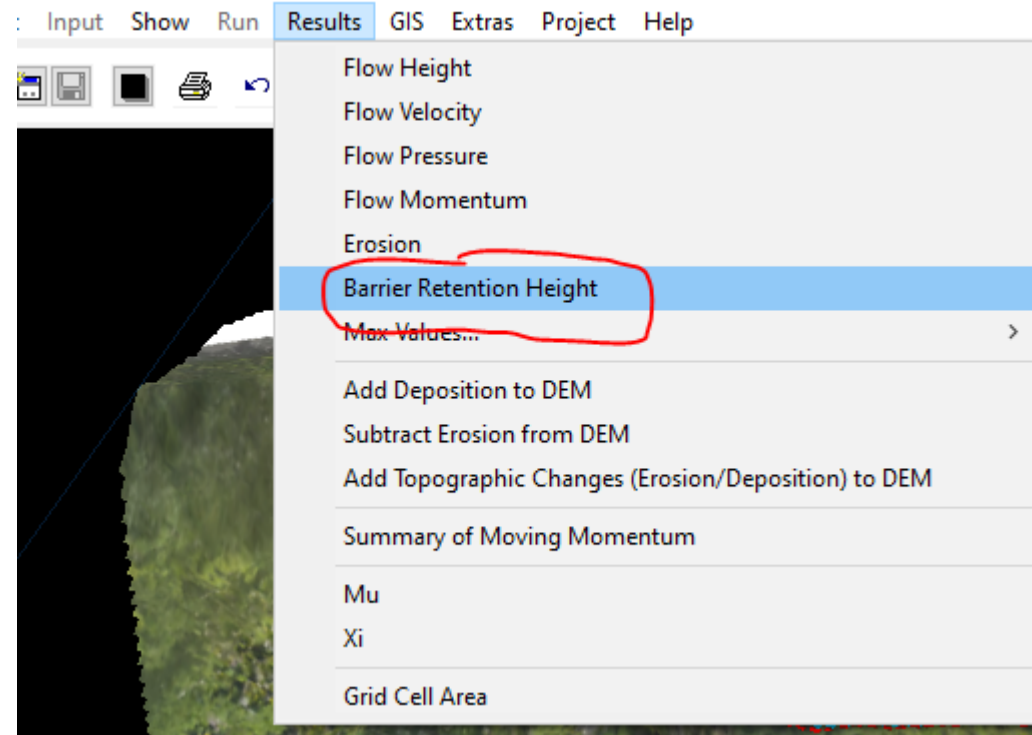 : Input Show Run Results GIS Extras Project Help
Flow Height
Flow Velocity
Flow Pressure
Flow Momentum
Erosion
Barrier Retention Height
Max Values...
Add Deposition to DEM
Subtract Erosion from DEM
Add Topographic Changes (Erosion/Deposition) to DEM
Summary of Moving Momentum
Mu
Xi
Grid Cell Area